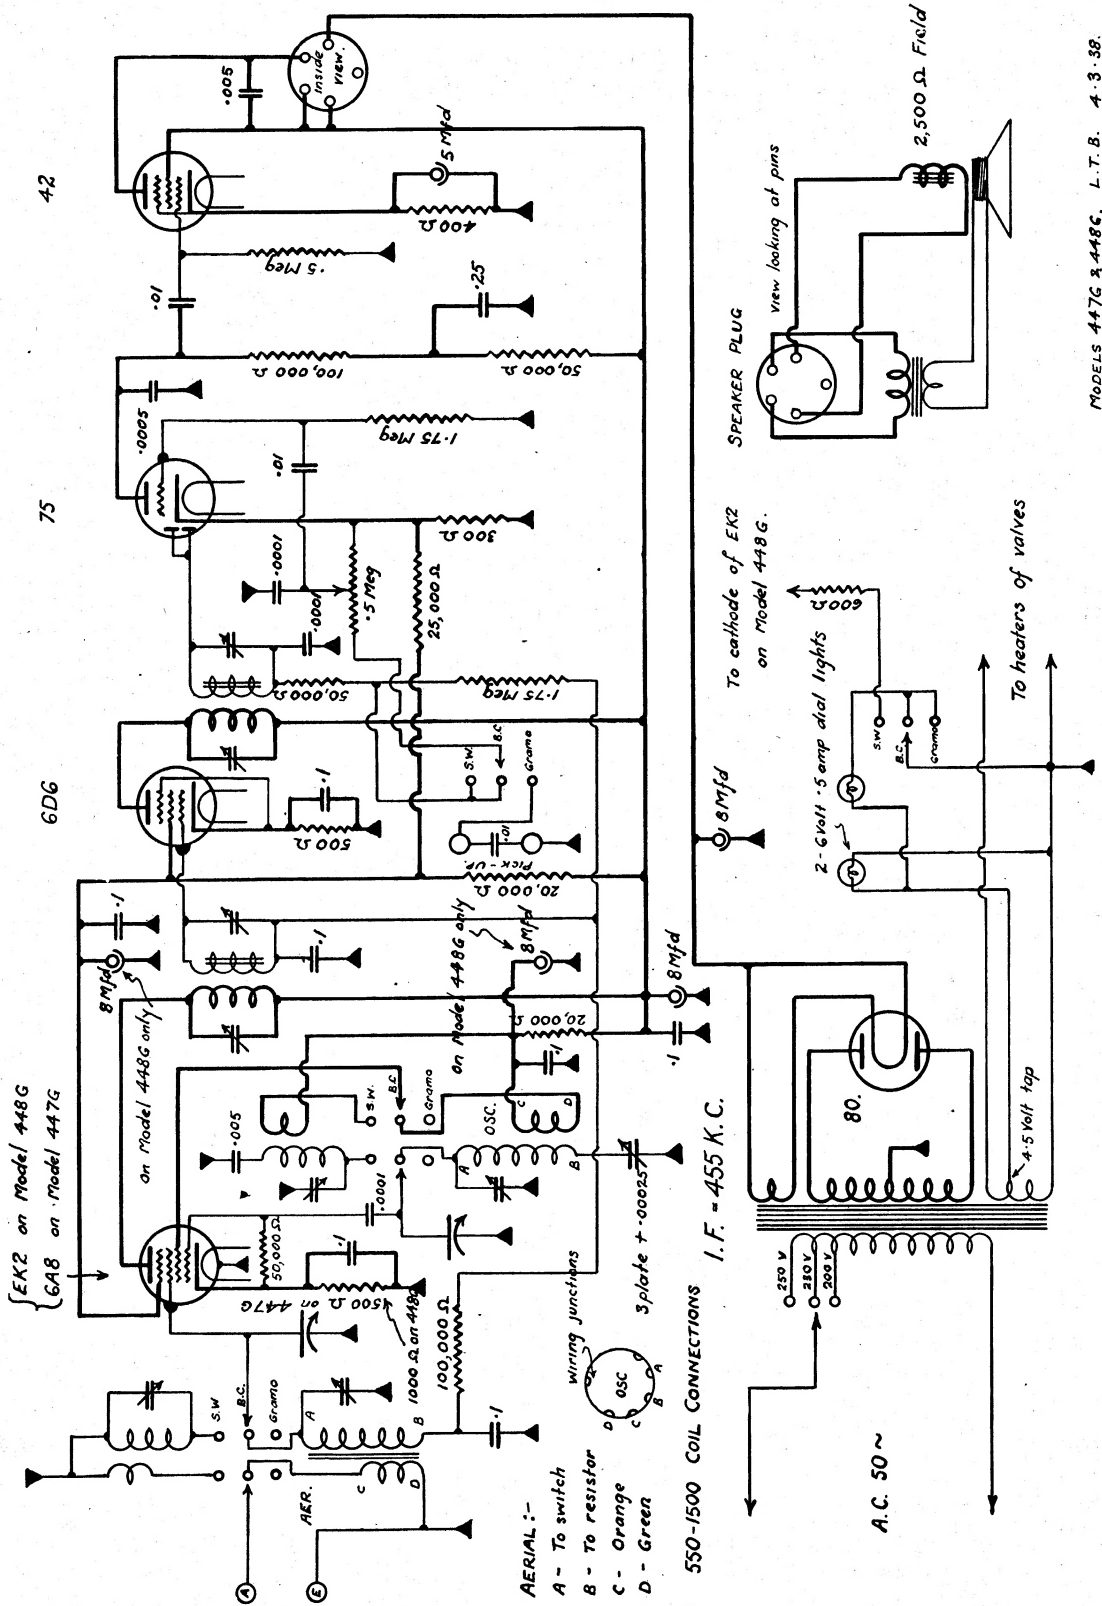 {EK2 on Model 448G
{6A8 on Model 447G
6D6
75
42
on Model 448G only
8 Mfd
.1
500 Ω
.1
50,000 Ω
.0001
.0001
.0005
.01
.01
.5 Meg
.005
inside
view.
400 Ω
5 Mfd
.25
100,000 Ω
50,000 Ω
1.75 Meg
300 Ω
.5 Meg
25,000 Ω
1.75 Meg
S.W.
B.C
Gramo
PICK-UP.
.01
20,000 Ω
on Model 448G only
8 Mfd
.1
20,000 Ω
.1
.1
8 Mfd
8 Mfd
.005
S.W.
B.C
Gramo
OSC.
C
D
A
B
.0001
50,000 Ω
.1
1500 Ω
on 447G
1000 Ω on 448G
100,000 Ω
.1
S.W
B.C.
Gramo
A
B
C
D
AER.
A
E
3 plate + .00025
AERIAL :-
A - To switch
B - To resistor
C - Orange
D - Green
wiring junctions
OSC
D
C
B
A
550-1500 COIL CONNECTIONS
I.F. = 455 K.C.
A.C. 50 ~
250 V
230 V
200 V
80.
4.5 Volt tap
2 - 6 Volt .5 amp dial lights
S.W
B.C.
Gramo
600 Ω
To cathode of EK2
on Model 448G.
To heaters of valves
SPEAKER PLUG
view looking at pins
2,500 Ω Field
MODELS 447G & 448G. L.T.B. 4.3.38.